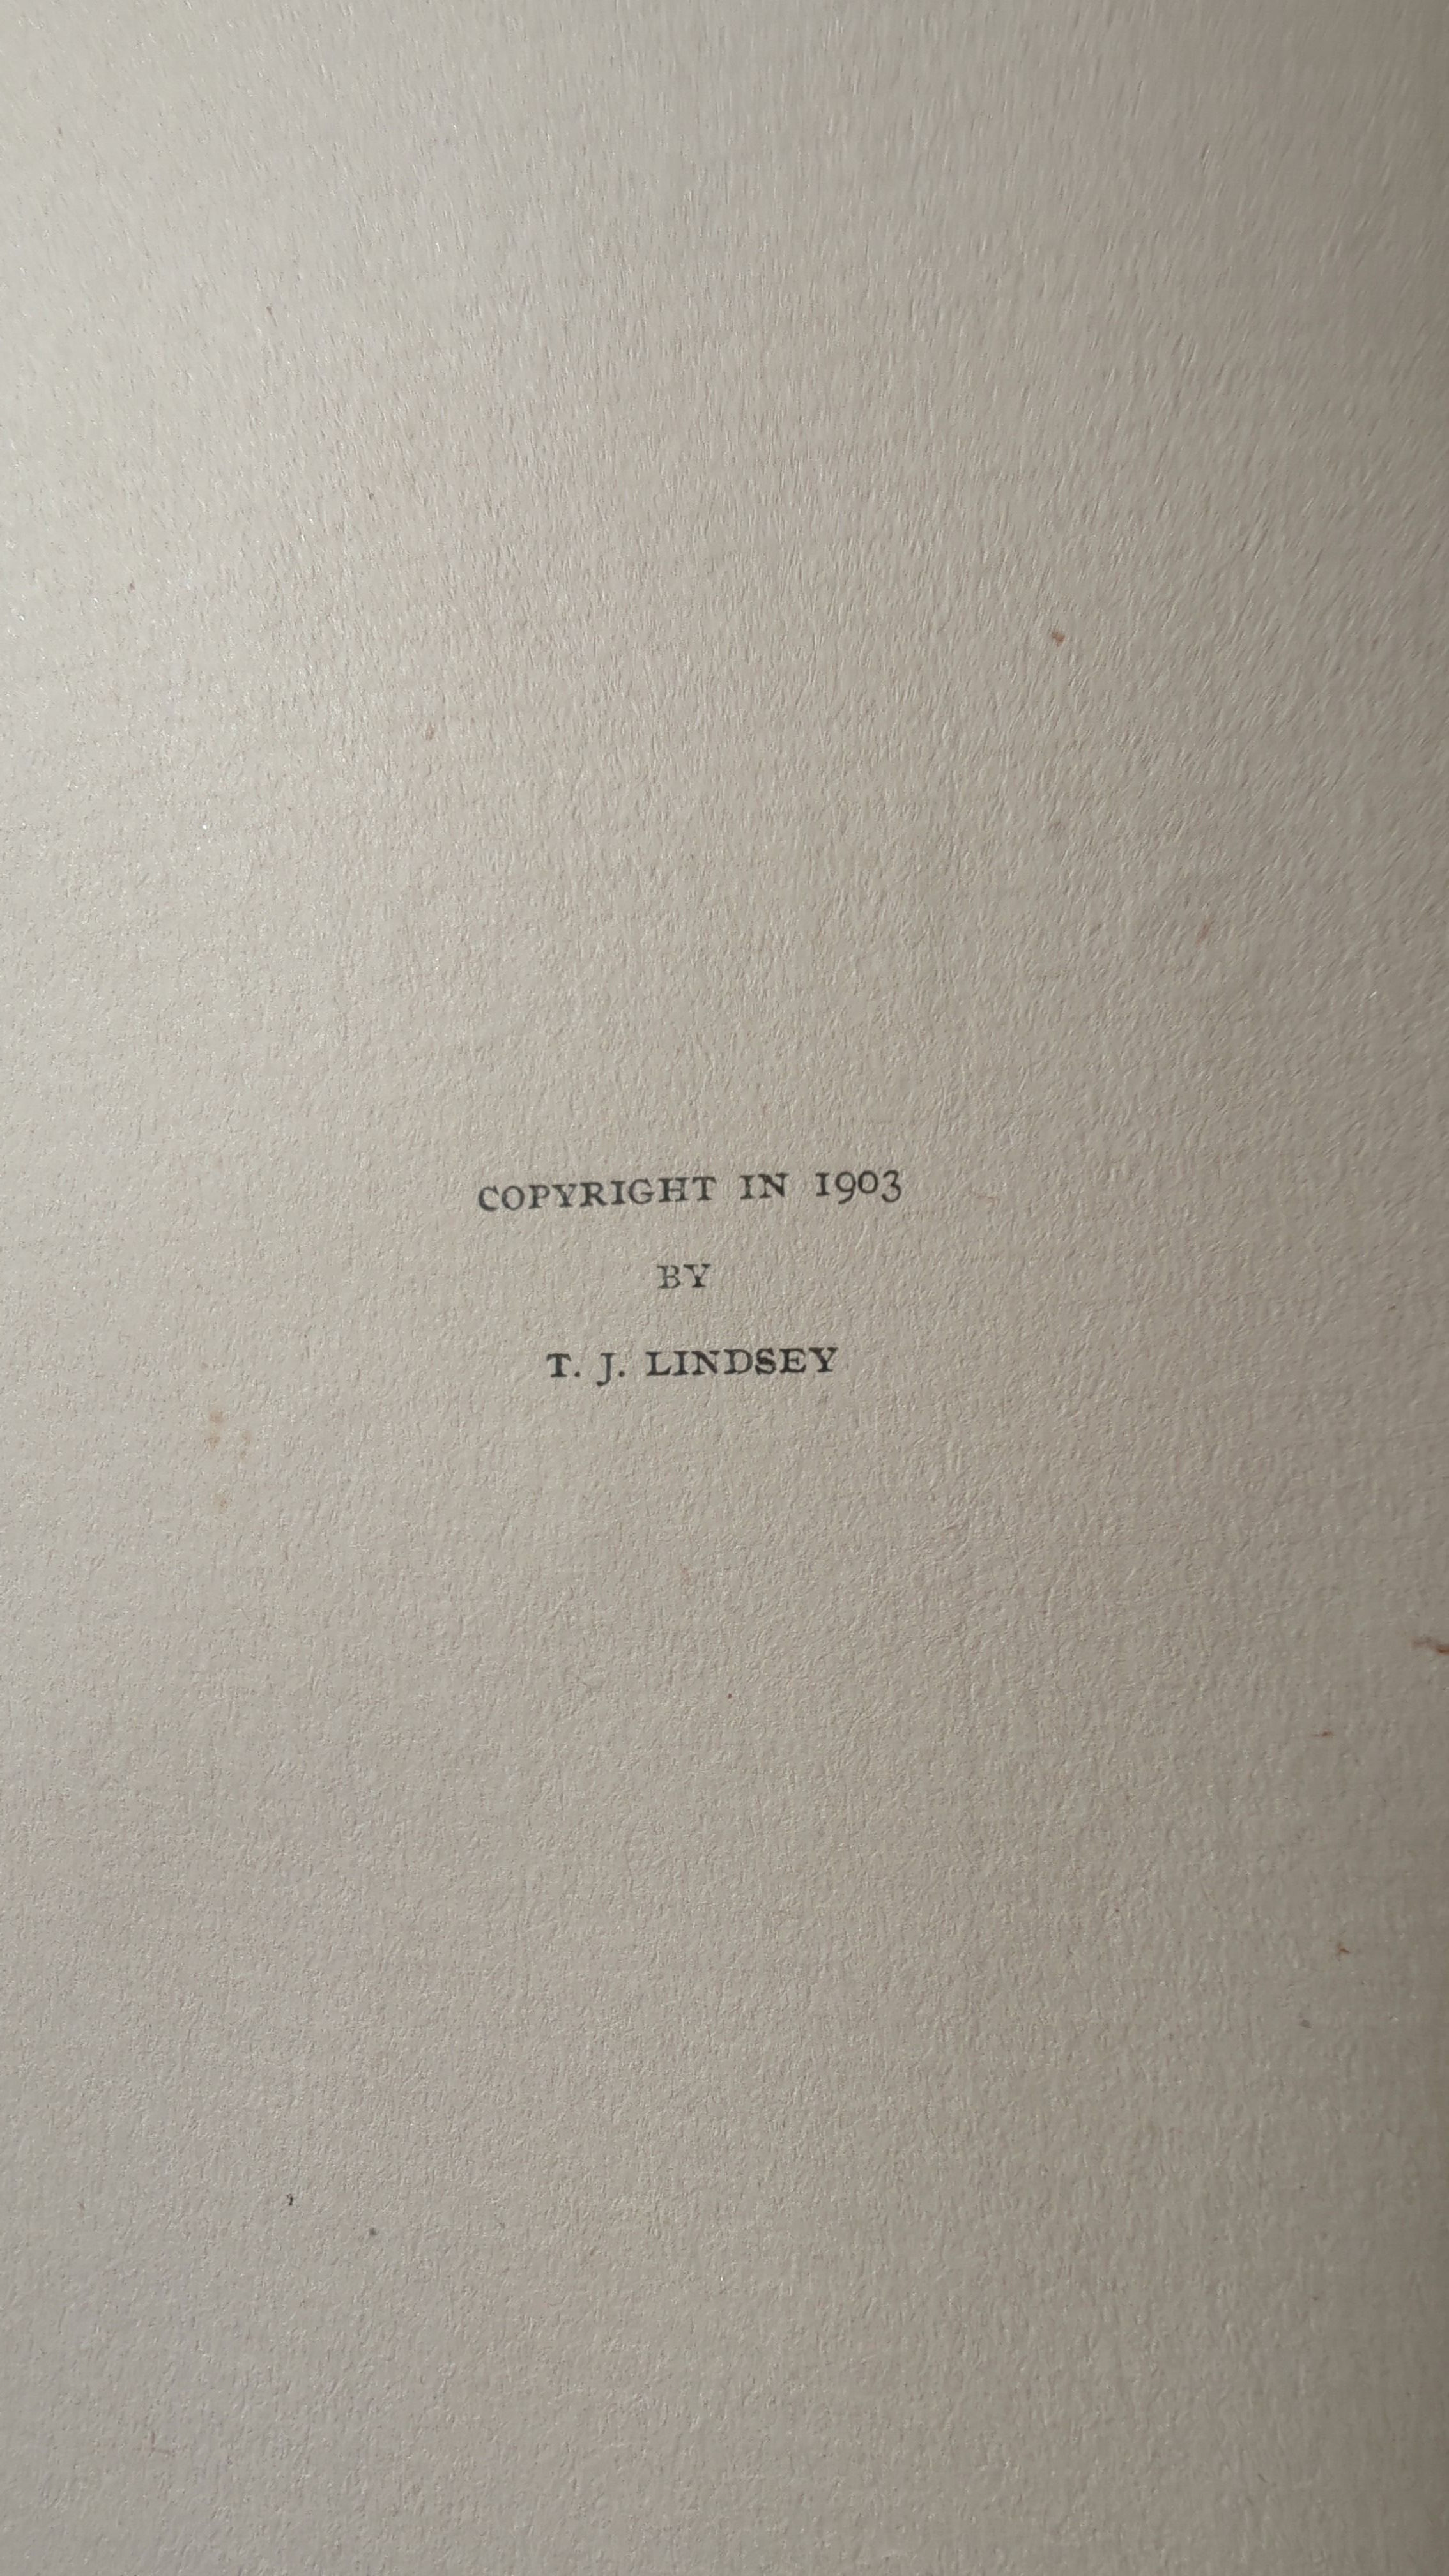 COPYRIGHT IN 1903
BY
T. J. LINDSEY